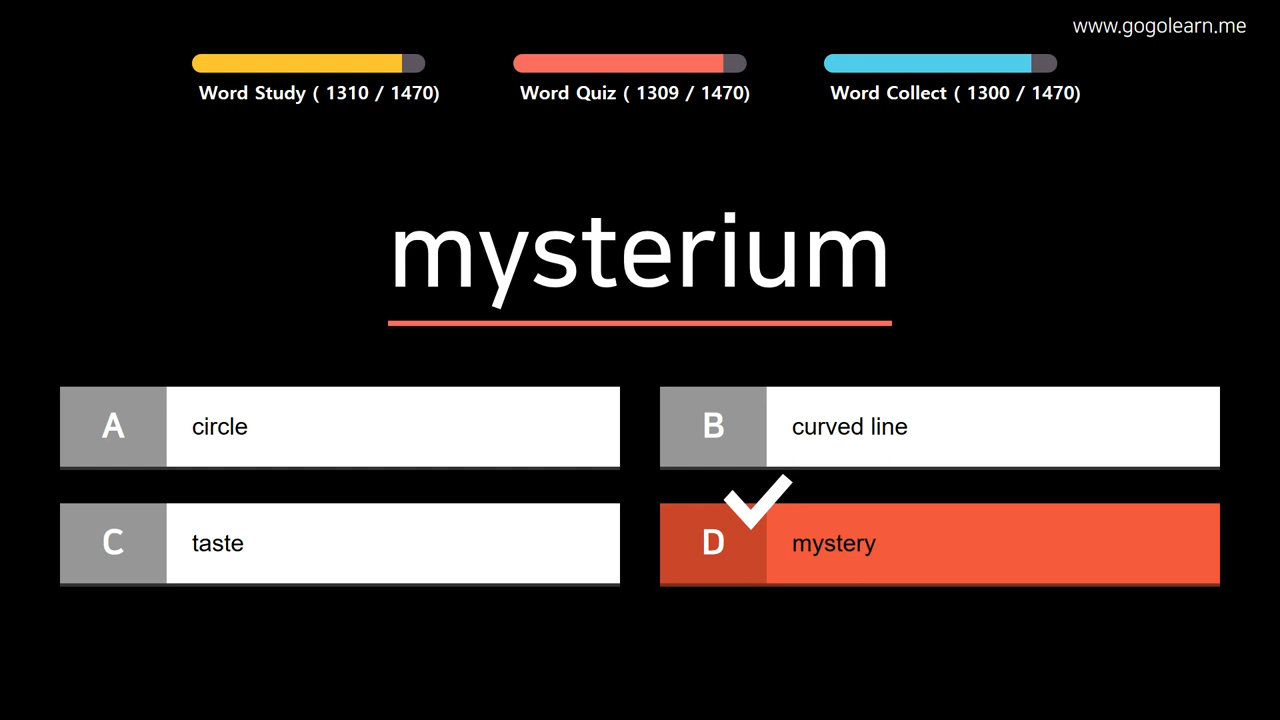 www.gogolearn.me
Word Study ( 1310 / 1470)
Word Quiz ( 1309 / 1470)
Word Collect ( 1300 / 1470)
mysterium
A circle
B curved line
C taste
D mystery